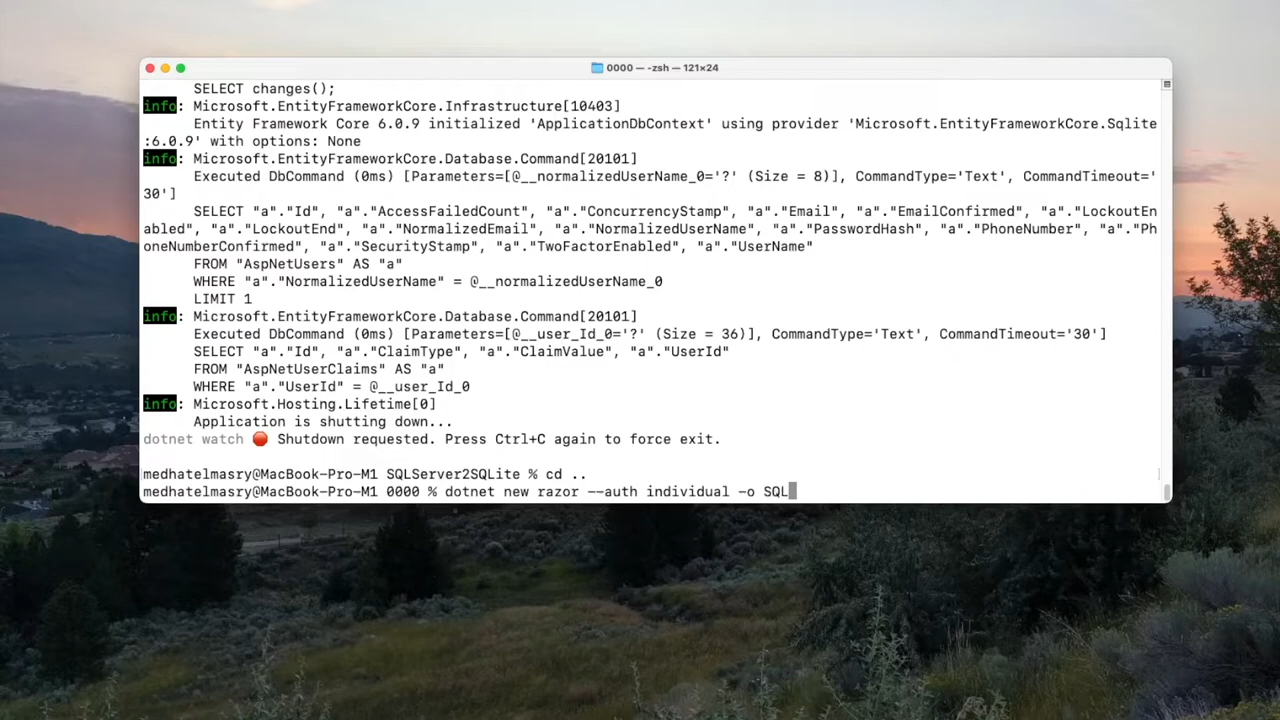 0000 — -zsh — 121×24
SELECT changes();
info: Microsoft.EntityFrameworkCore.Infrastructure[10403]
Entity Framework Core 6.0.9 initialized 'ApplicationDbContext' using provider 'Microsoft.EntityFrameworkCore.Sqlite
:6.0.9' with options: None
info: Microsoft.EntityFrameworkCore.Database.Command[20101]
Executed DbCommand (0ms) [Parameters=[@__normalizedUserName_0='?' (Size = 8)], CommandType='Text', CommandTimeout='
30']
SELECT "a"."Id", "a"."AccessFailedCount", "a"."ConcurrencyStamp", "a"."Email", "a"."EmailConfirmed", "a"."LockoutEn
abled", "a"."LockoutEnd", "a"."NormalizedEmail", "a"."NormalizedUserName", "a"."PasswordHash", "a"."PhoneNumber", "a"."Ph
oneNumberConfirmed", "a"."SecurityStamp", "a"."TwoFactorEnabled", "a"."UserName"
FROM "AspNetUsers" AS "a"
WHERE "a"."NormalizedUserName" = @__normalizedUserName_0
LIMIT 1
info: Microsoft.EntityFrameworkCore.Database.Command[20101]
Executed DbCommand (0ms) [Parameters=[@__user_Id_0='?' (Size = 36)], CommandType='Text', CommandTimeout='30']
SELECT "a"."Id", "a"."ClaimType", "a"."ClaimValue", "a"."UserId"
FROM "AspNetUserClaims" AS "a"
WHERE "a"."UserId" = @__user_Id_0
info: Microsoft.Hosting.Lifetime[0]
Application is shutting down...
dotnet watch 🛑 Shutdown requested. Press Ctrl+C again to force exit.
medhatelmasry@MacBook-Pro-M1 SQLServer2SQLite % cd ..
medhatelmasry@MacBook-Pro-M1 0000 % dotnet new razor --auth individual -o SQL